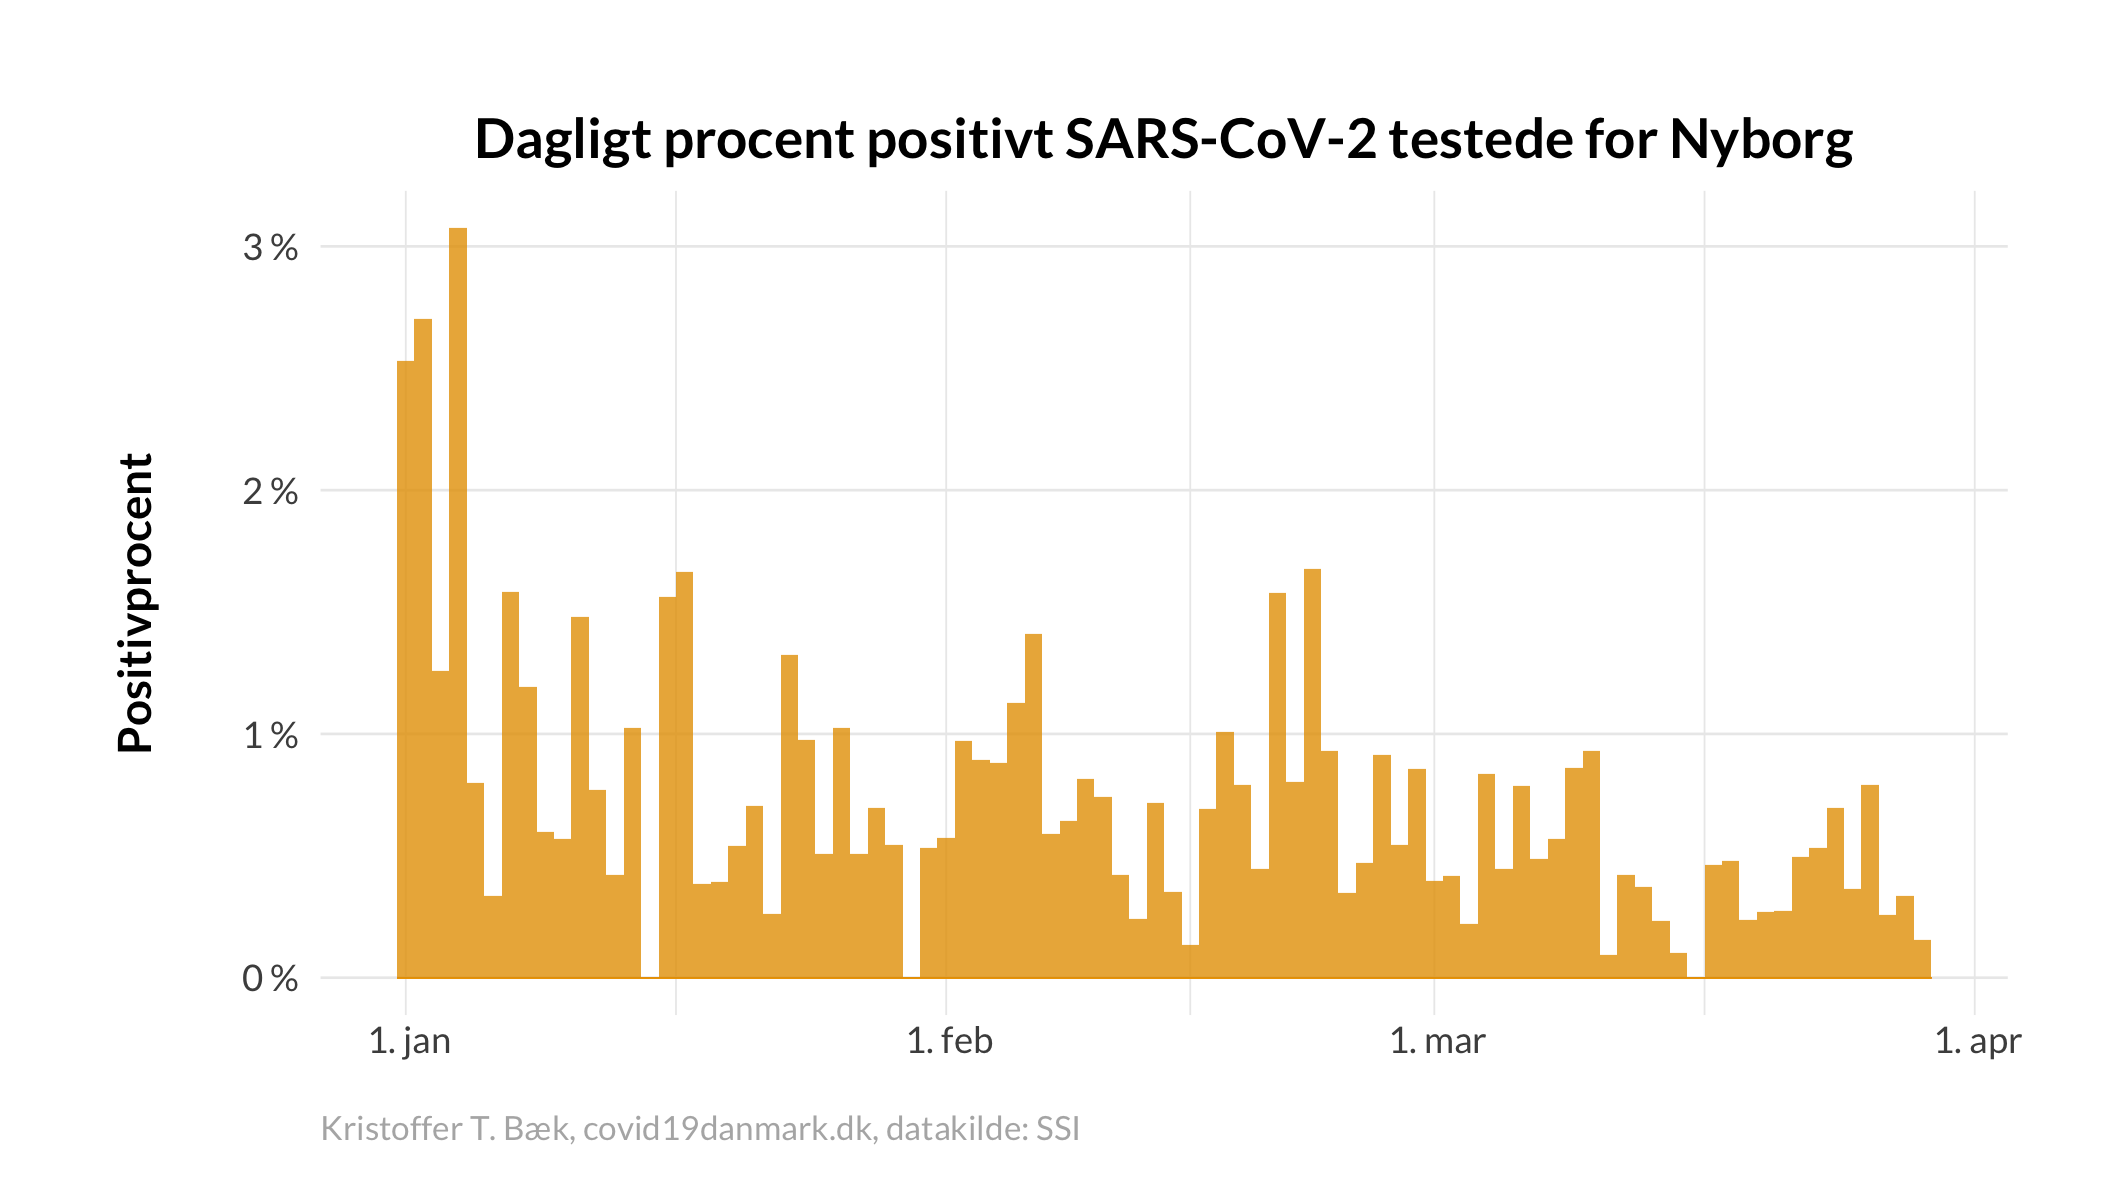 Dagligt procent positivt SARS-CoV-2 testede for Nyborg
Positivprocent
3 %
2 %
1 %
0 %
1. jan
1. feb
1. mar
1. apr
Kristoffer T. Bæk, covid19danmark.dk, datakilde: SSI